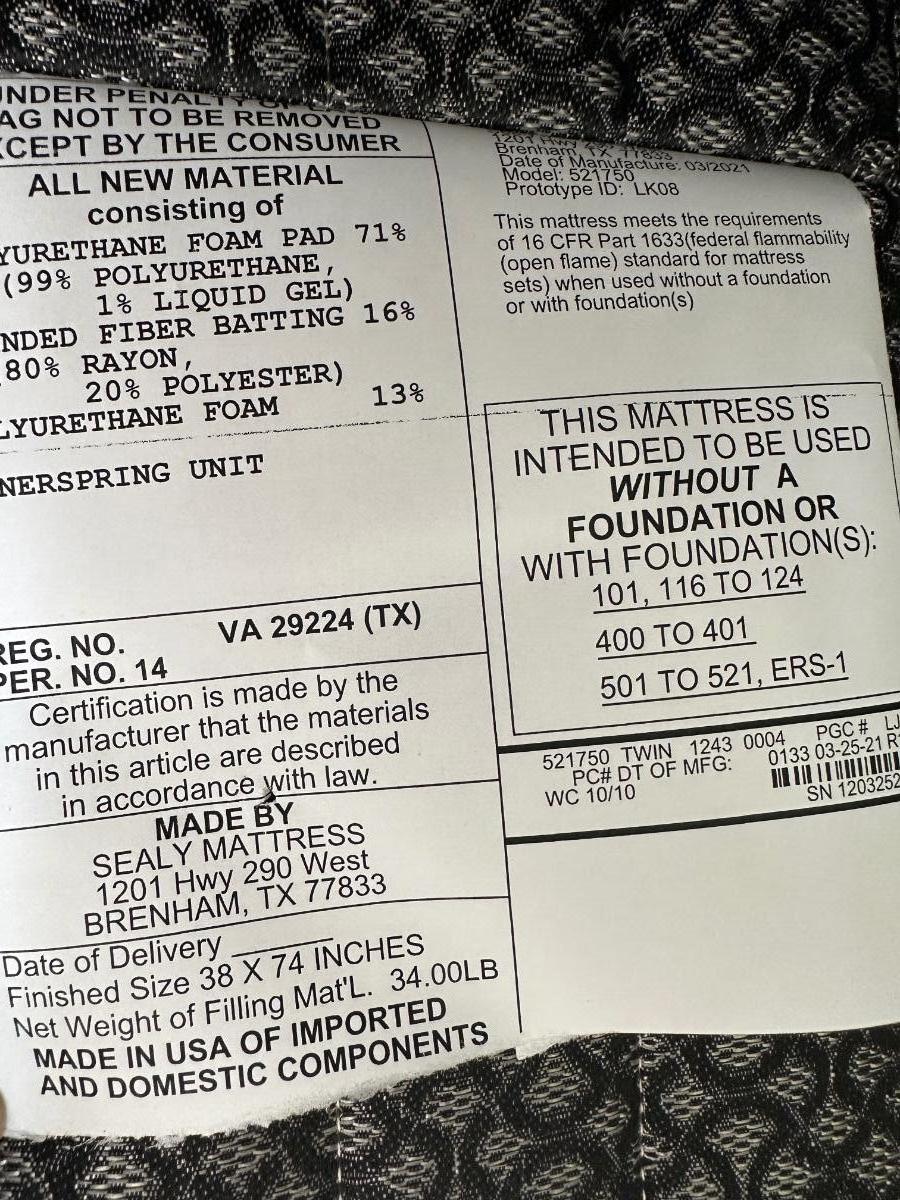 UNDER PENALTY OF
AG NOT TO BE REMOVED
XCEPT BY THE CONSUMER
ALL NEW MATERIAL
consisting of
YURETHANE FOAM PAD 71%
(99% POLYURETHANE,
1% LIQUID GEL)
NDED FIBER BATTING 16%
80% RAYON,
20% POLYESTER)
LYURETHANE FOAM 13%
NERSPRING UNIT
REG. NO. VA 29224 (TX)
PER. NO. 14
Certification is made by the
manufacturer that the materials
in this article are described
in accordance with law.
MADE BY
SEALY MATTRESS
1201 Hwy 290 West
BRENHAM, TX 77833
Date of Delivery
Finished Size 38 X 74 INCHES
Net Weight of Filling Mat'L. 34.00LB
MADE IN USA OF IMPORTED
AND DOMESTIC COMPONENTS
1201 Hwy
Brenham, TX 77833
Date of Manufacture: 03/2021
Model: 521750
Prototype ID: LK08
This mattress meets the requirements
of 16 CFR Part 1633(federal flammability
(open flame) standard for mattress
sets) when used without a foundation
or with foundation(s)
THIS MATTRESS IS
INTENDED TO BE USED
WITHOUT A
FOUNDATION OR
WITH FOUNDATION(S):
101, 116 TO 124
400 TO 401
501 TO 521, ERS-1
521750 TWIN 1243 0004 PGC # LJ
PC# DT OF MFG: 0133 03-25-21 R
WC 10/10
SN 1203252